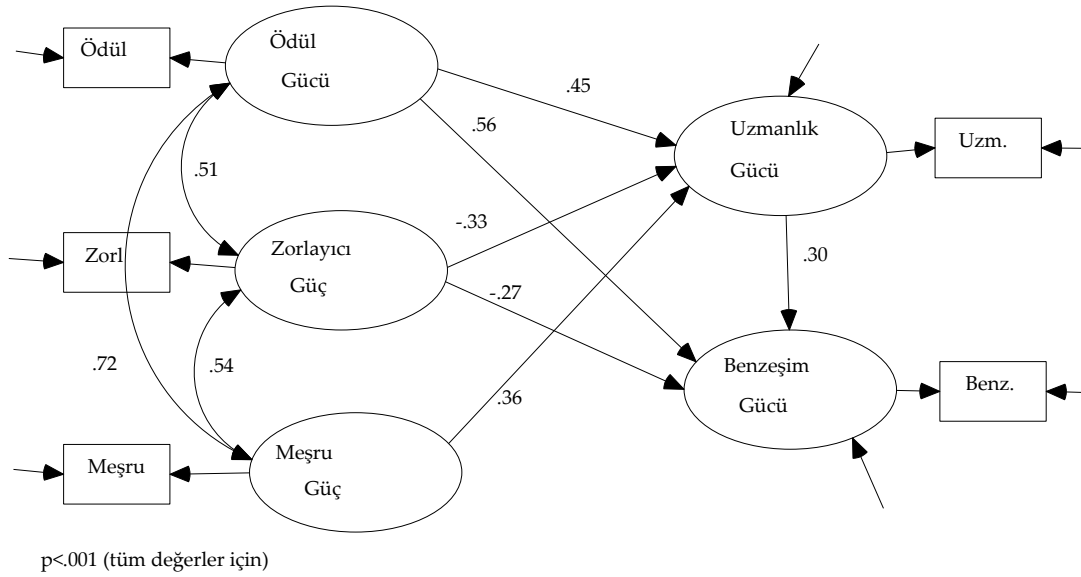 Ödül
Ödül
Gücü
.45
.56
Uzmanlık
Gücü
Uzm.
.51
-.33
Zorl
Zorlayıcı
Güç
.30
-.27
.72
.54
Benzeşim
Gücü
Benz.
.36
Meşru
Meşru
Güç
p<.001 (tüm değerler için)